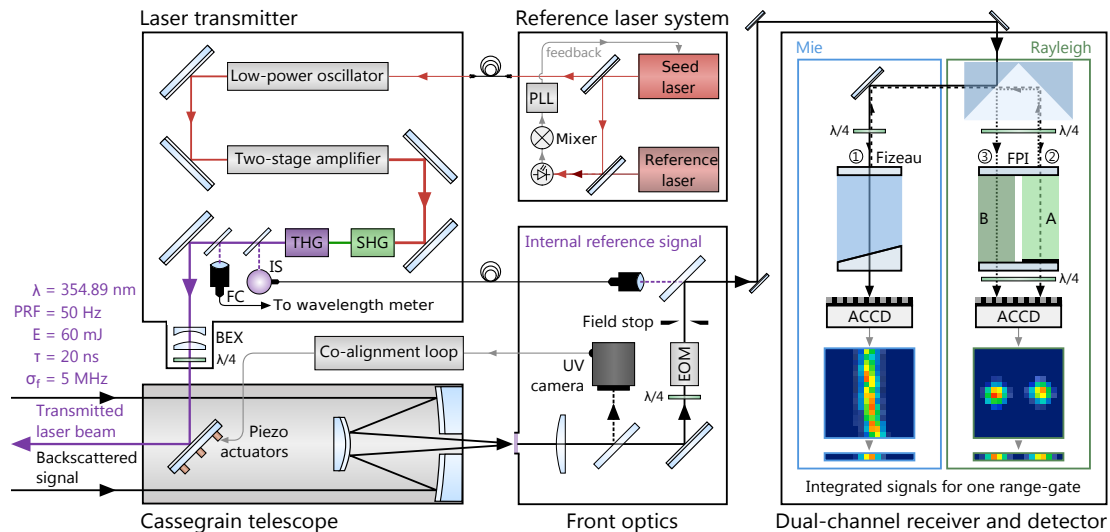 Laser transmitter
Low-power oscillator
Two-stage amplifier
THG
SHG
IS
FC
To wavelength meter
BEX
λ/4
λ = 354.89 nm
PRF = 50 Hz
E = 60 mJ
τ = 20 ns
σf = 5 MHz
Transmitted
laser beam
Backscattered
signal
Piezo
actuators
Cassegrain telescope
Co-alignment loop
Reference laser system
feedback
Seed
laser
PLL
Mixer
Reference
laser
Internal reference signal
Field stop
UV
camera
EOM
λ/4
Front optics
Mie
Rayleigh
λ/4
λ/4
① Fizeau
③ FPI ②
B
A
λ/4
ACCD
ACCD
Integrated signals for one range-gate
Dual-channel receiver and detector